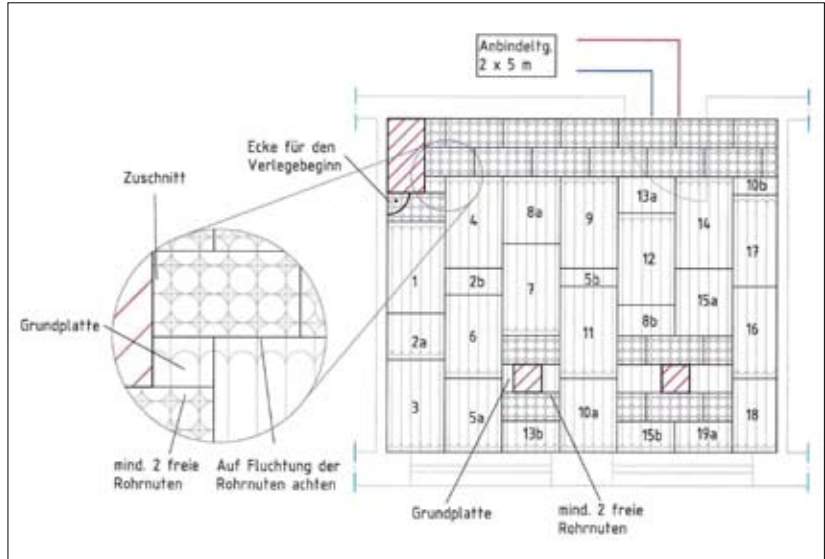 Anbindeltg.
2 x 5 m
Ecke für den
Verlegebeginn
Zuschnitt
Grundplatte
mind. 2 freie
Rohrnuten
Auf Fluchtung der
Rohrnuten achten
1
2a
3
4
2b
6
5a
8a
7
13b
9
5b
11
10a
13a
12
8b
15b
14
15a
19a
10b
17
16
18
Grundplatte
mind. 2 freie
Rohrnuten